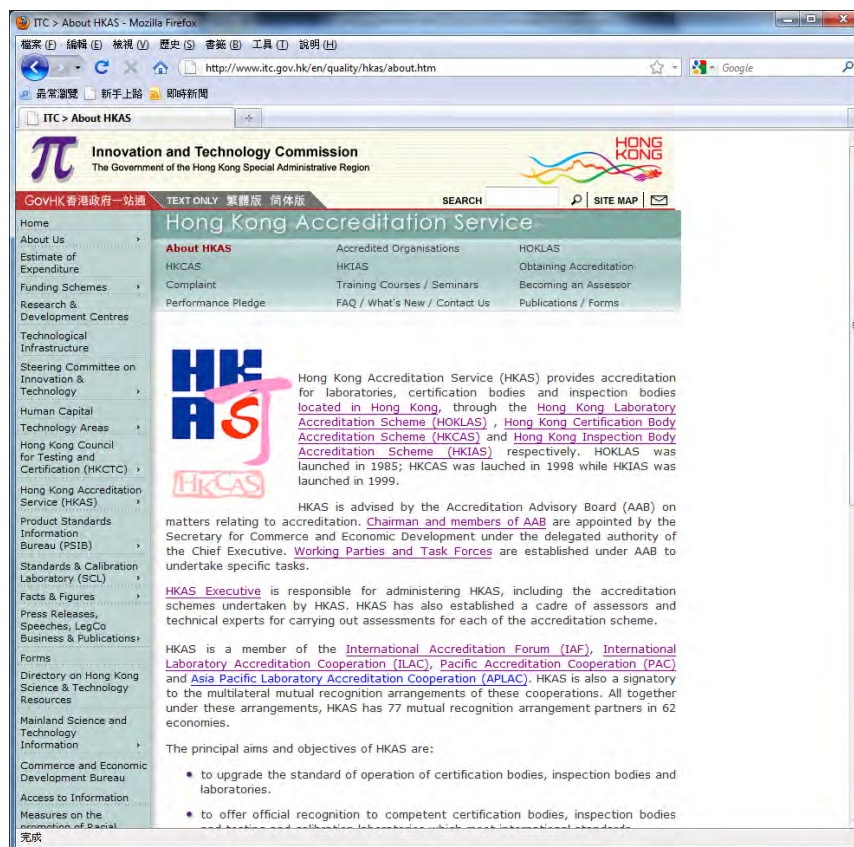 ITC > About HKAS - Mozilla Firefox
檔案(F) 編輯(E) 檢視(V) 歷史(S) 書籤(B) 工具(T) 說明(H)
http://www.itc.gov.hk/en/quality/hkas/about.htm
Google
最常瀏覽 新手上路 即時新聞
ITC > About HKAS
Innovation and Technology Commission
The Government of the Hong Kong Special Administrative Region
HONG KONG
GOVHK香港政府一站通 TEXT ONLY 繁體版 简体版 SEARCH SITE MAP
Home
About Us
Estimate of
Expenditure
Funding Schemes
Research &
Development Centres
Technological
Infrastructure
Steering Committee on
Innovation &
Technology
Human Capital
Technology Areas
Hong Kong Council
for Testing and
Certification (HKCTC)
Hong Kong Accreditation
Service (HKAS)
Product Standards
Information
Bureau (PSIB)
Standards & Calibration
Laboratory (SCL)
Facts & Figures
Press Releases,
Speeches, LegCo
Business & Publications
Forms
Directory on Hong Kong
Science & Technology
Resources
Mainland Science and
Technology
Information
Commerce and Economic
Development Bureau
Access to Information
Measures on the
promotion of Racial
Hong Kong Accreditation Service
About HKAS Accredited Organisations HOKLAS
HKCAS HKIAS Obtaining Accreditation
Complaint Training Courses / Seminars Becoming an Assessor
Performance Pledge FAQ / What's New / Contact Us Publications / Forms
HKAS
HKCAS
Hong Kong Accreditation Service (HKAS) provides accreditation
for laboratories, certification bodies and inspection bodies
located in Hong Kong, through the Hong Kong Laboratory
Accreditation Scheme (HOKLAS) , Hong Kong Certification Body
Accreditation Scheme (HKCAS) and Hong Kong Inspection Body
Accreditation Scheme (HKIAS) respectively. HOKLAS was
launched in 1985; HKCAS was lauched in 1998 while HKIAS was
launched in 1999.
HKAS is advised by the Accreditation Advisory Board (AAB) on
matters relating to accreditation. Chairman and members of AAB are appointed by the
Secretary for Commerce and Economic Development under the delegated authority of
the Chief Executive. Working Parties and Task Forces are established under AAB to
undertake specific tasks.
HKAS Executive is responsible for administering HKAS, including the accreditation
schemes undertaken by HKAS. HKAS has also established a cadre of assessors and
technical experts for carrying out assessments for each of the accreditation scheme.
HKAS is a member of the International Accreditation Forum (IAF), International
Laboratory Accreditation Cooperation (ILAC), Pacific Accreditation Cooperation (PAC)
and Asia Pacific Laboratory Accreditation Cooperation (APLAC). HKAS is also a signatory
to the multilateral mutual recognition arrangements of these cooperations. All together
under these arrangements, HKAS has 77 mutual recognition arrangement partners in 62
economies.
The principal aims and objectives of HKAS are:
to upgrade the standard of operation of certification bodies, inspection bodies and
laboratories.
to offer official recognition to competent certification bodies, inspection bodies
and testing and calibration laboratories which meet international standards.
完成